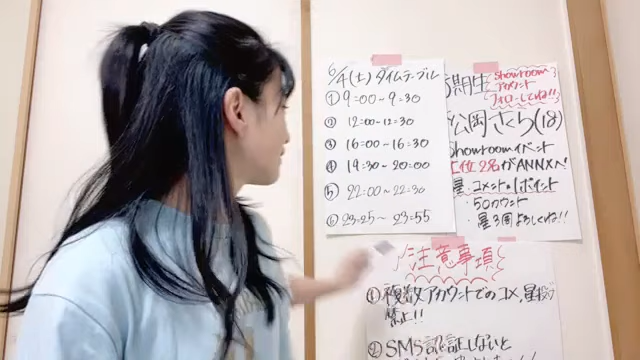 6/4(土)タイムテーブル
①9:00~9:30
② 12:00~12:30
③ 16:00~16:30
④ 19:30~20:00
⑤ 22:00~22:30
⑥ 23:25~ 23:55
期生
Showroom
アカウント
フォローしてね!!
松岡さくら(18)
Showroomイベント
上位2名がANNXへ!
星・コメント1ポイント
・50カウント
・星3周よろしくね!!
注意事項
①複数アカウントでのコメ、星投げ
禁止!!
②SMS認証しないと